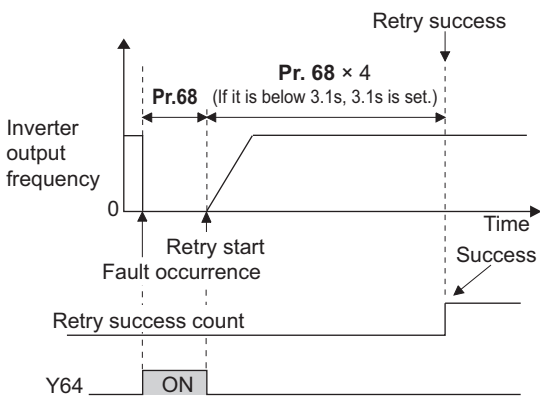 Retry success
Pr. 68 × 4
Pr.68 (If it is below 3.1s, 3.1s is set.)
Inverter
output
frequency
0
Time
Retry start
Fault occurrence
Success
Retry success count
Y64 ON